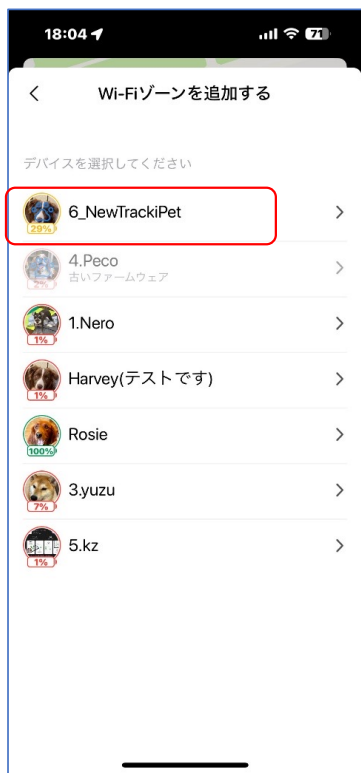 18:04
71
Wi-Fiゾーンを追加する
デバイスを選択してください
6_NewTrackiPet
29%
4.Peco
古いファームウェア
1.Nero
1%
Harvey(テストです)
1%
Rosie
100%
3.yuzu
7%
5.kz
1%